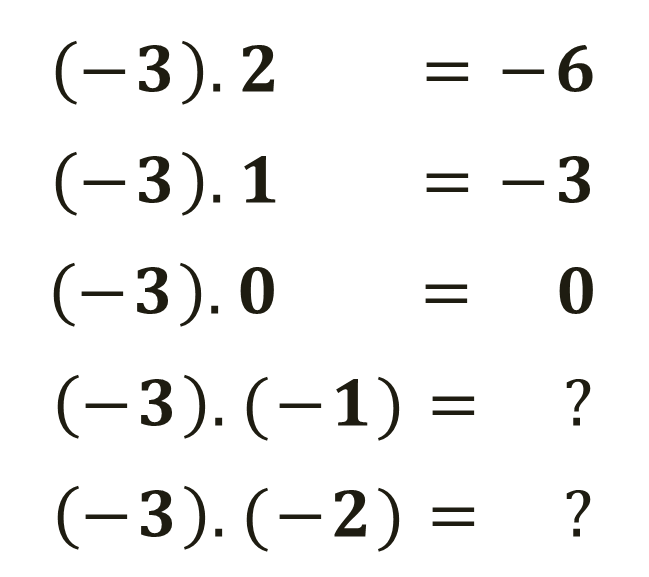 (−3). 2 = −6
(−3). 1 = −3
(−3). 0 = 0
(−3). (−1) = ?
(−3). (−2) = ?